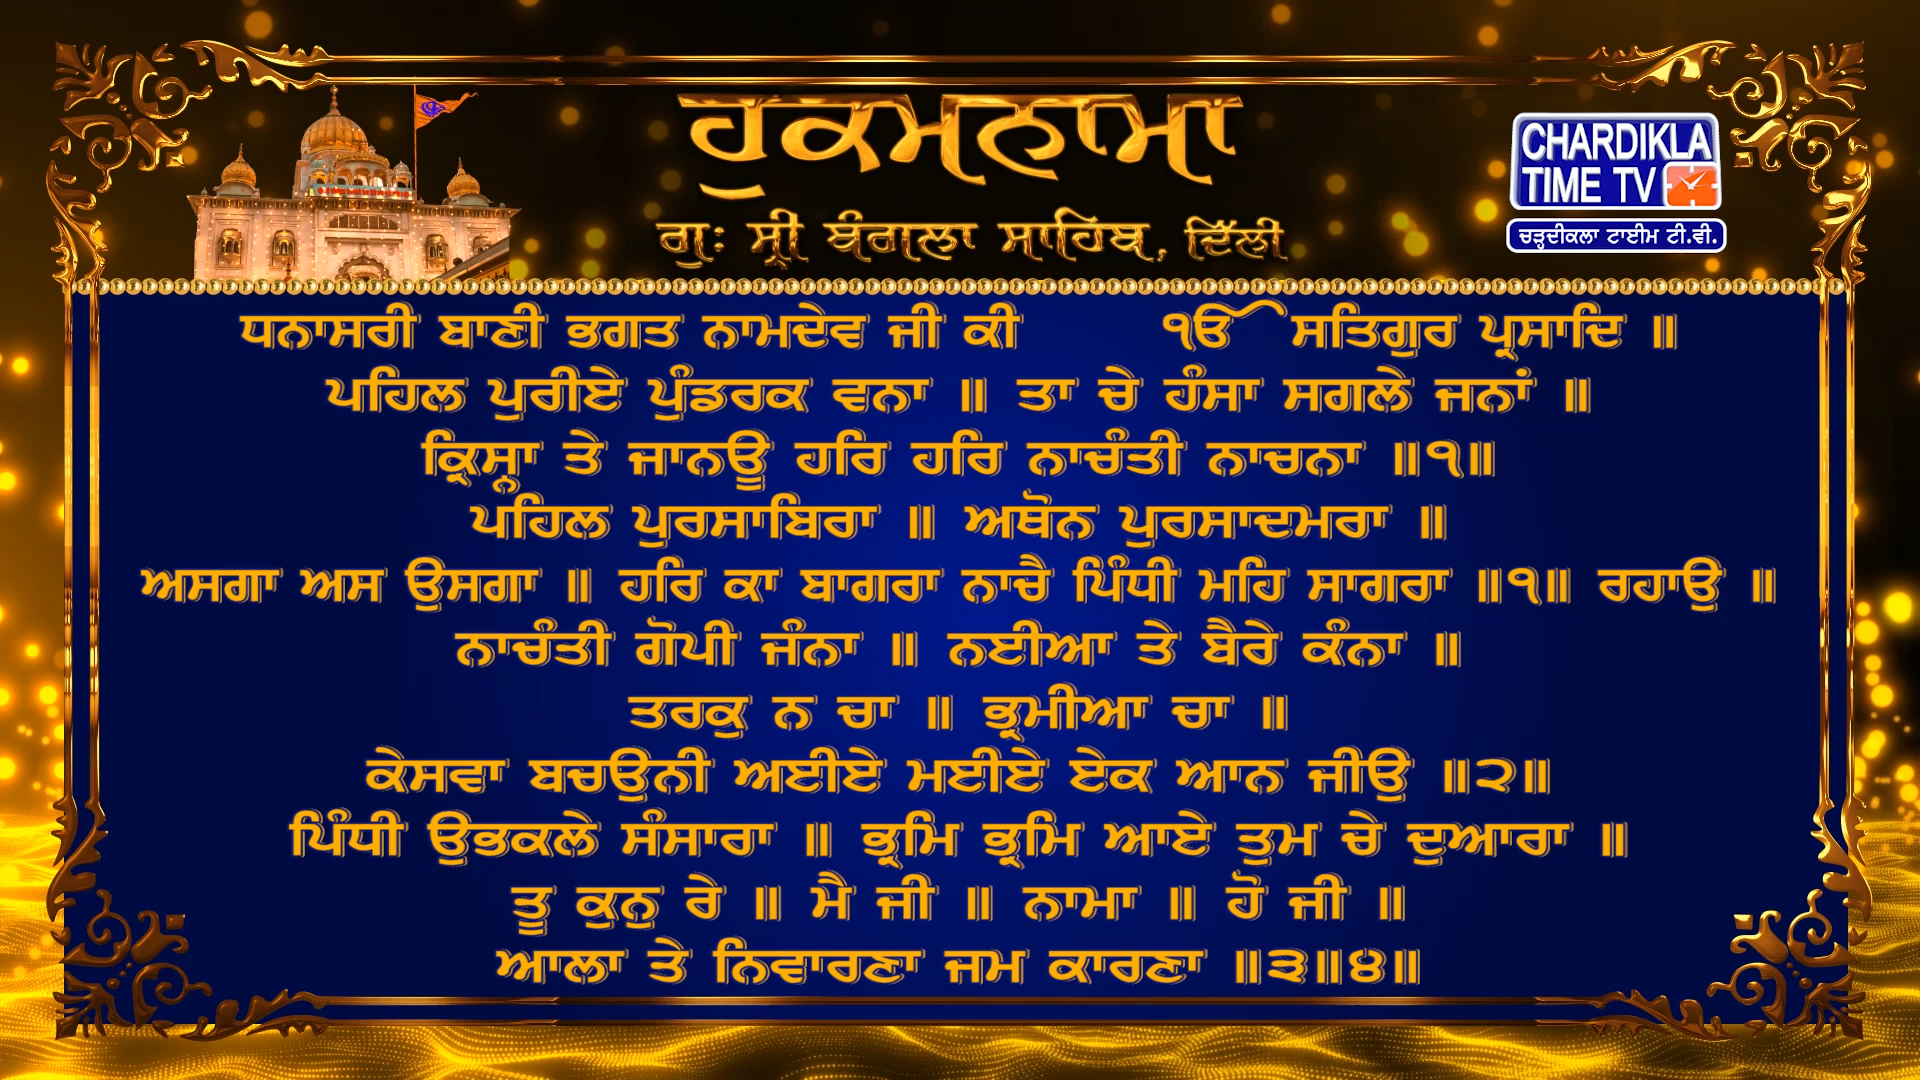 ਹੁਕਮਨਾਮਾ
ਗੁਃ ਸ੍ਰੀ ਬੰਗਲਾ ਸਾਹਿਬ, ਦਿੱਲੀ
CHARDIKLA
TIME TV
ਚੜ੍ਹਦੀਕਲਾ ਟਾਈਮ ਟੀ.ਵੀ.
ਧਨਾਸਰੀ ਬਾਣੀ ਭਗਤ ਨਾਮਦੇਵ ਜੀ ਕੀ ੴ ਸਤਿਗੁਰ ਪ੍ਰਸਾਦਿ ॥
ਪਹਿਲ ਪੁਰੀਏ ਪੁੰਡਰਕ ਵਨਾ ॥ ਤਾ ਚੇ ਹੰਸਾ ਸਗਲੇ ਜਨਾਂ ॥
ਕ੍ਰਿਸ੍ਨਾ ਤੇ ਜਾਨਊ ਹਰਿ ਹਰਿ ਨਾਚੰਤੀ ਨਾਚਨਾ ॥੧॥
ਪਹਿਲ ਪੁਰਸਾਬਿਰਾ ॥ ਅਥੋਨ ਪੁਰਸਾਦਮਰਾ ॥
ਅਸਗਾ ਅਸ ਉਸਗਾ ॥ ਹਰਿ ਕਾ ਬਾਗਰਾ ਨਾਚੈ ਪਿੰਧੀ ਮਹਿ ਸਾਗਰਾ ॥੧॥ ਰਹਾਉ ॥
ਨਾਚੰਤੀ ਗੋਪੀ ਜੰਨਾ ॥ ਨਈਆ ਤੇ ਬੈਰੇ ਕੰਨਾ ॥
ਤਰਕੁ ਨ ਚਾ ॥ ਭ੍ਰਮੀਆ ਚਾ ॥
ਕੇਸਵਾ ਬਚਉਨੀ ਅਈਏ ਮਈਏ ਏਕ ਆਨ ਜੀਉ ॥੨॥
ਪਿੰਧੀ ਉਭਕਲੇ ਸੰਸਾਰਾ ॥ ਭ੍ਰਮਿ ਭ੍ਰਮਿ ਆਏ ਤੁਮ ਚੇ ਦੁਆਰਾ ॥
ਤੂ ਕੁਨੁ ਰੇ ॥ ਮੈ ਜੀ ॥ ਨਾਮਾ ॥ ਹੋ ਜੀ ॥
ਆਲਾ ਤੇ ਨਿਵਾਰਣਾ ਜਮ ਕਾਰਣਾ ॥੩॥੪॥